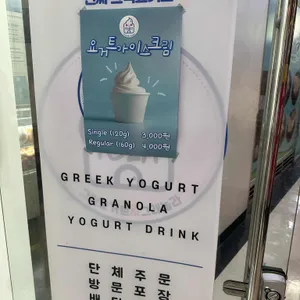 요거트아이스크림
Single (120g) 3,000원
Regular (160g) 4,000원
GREEK YOGURT
GRANOLA
YOGURT DRINK
단체주문
방문포장